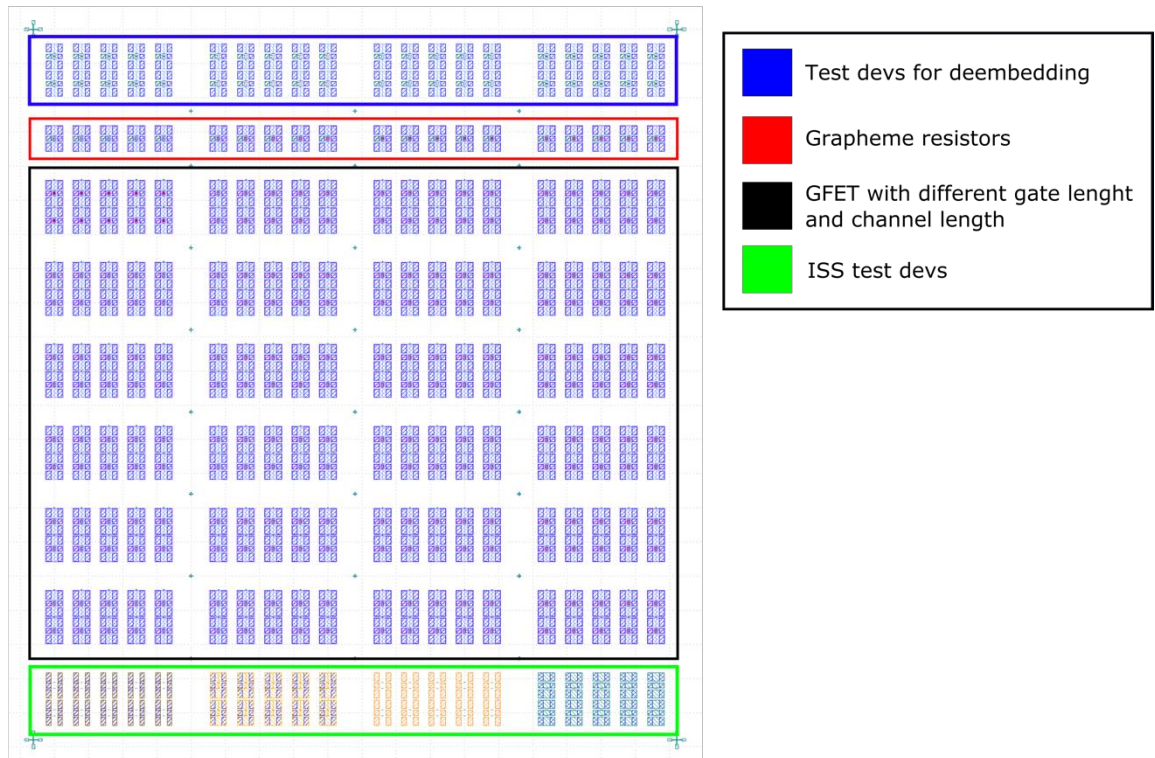 Test devs for deembedding
Grapheme resistors
GFET with different gate lenght
and channel length
ISS test devs